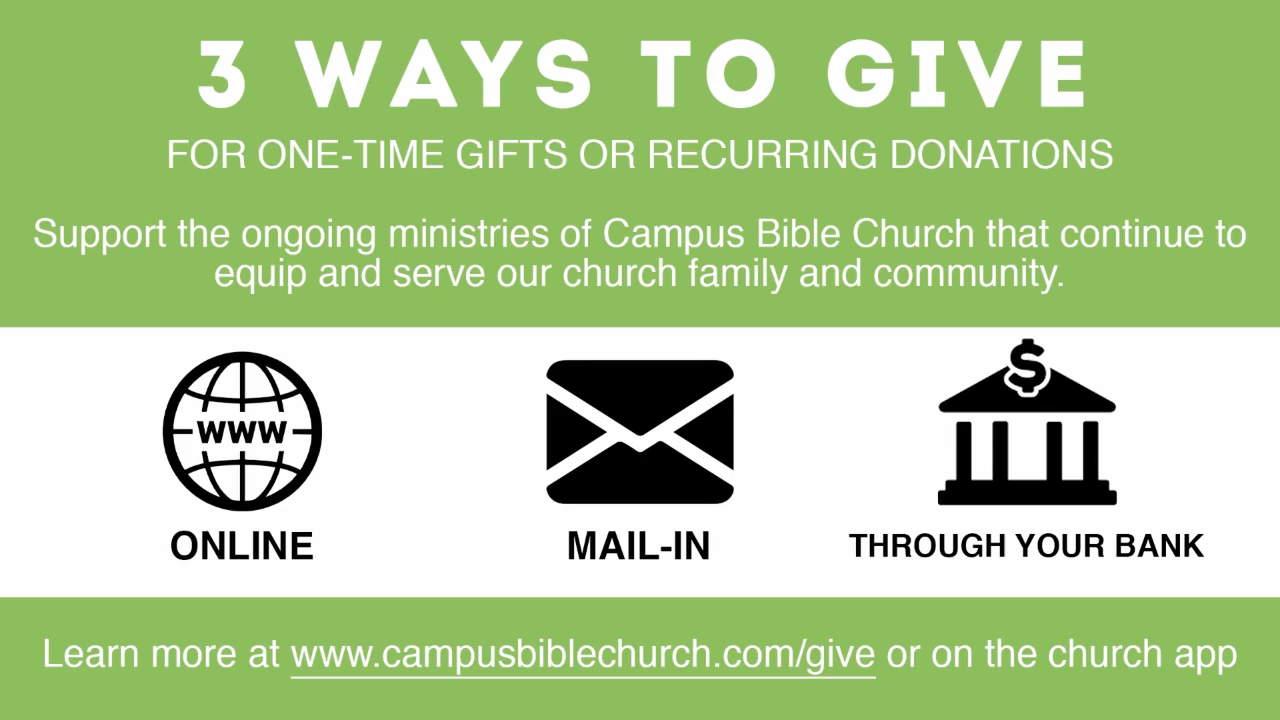 3 WAYS TO GIVE
FOR ONE-TIME GIFTS OR RECURRING DONATIONS
Support the ongoing ministries of Campus Bible Church that continue to
equip and serve our church family and community.
$
WWW
ONLINE
MAIL-IN
THROUGH YOUR BANK
Learn more at www.campusbiblechurch.com/give or on the church app